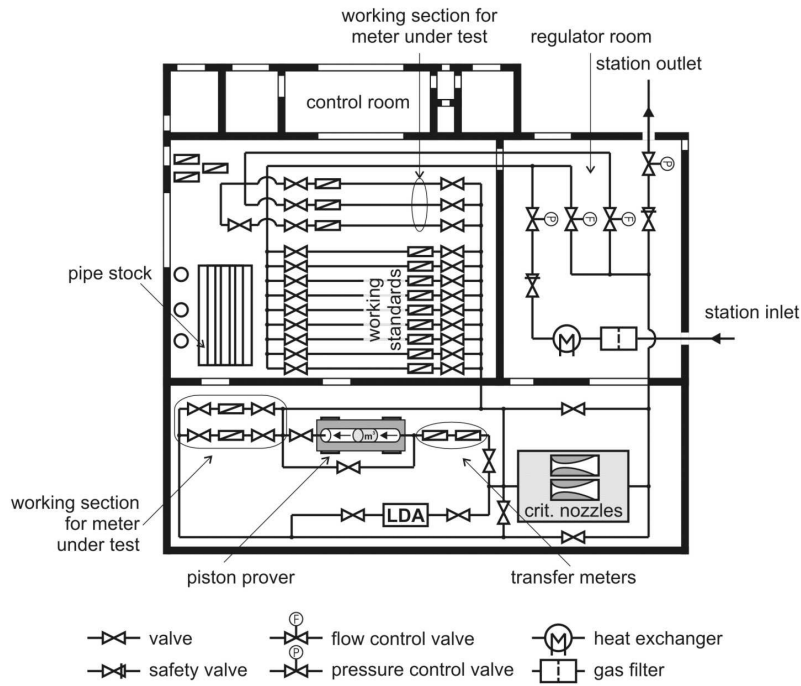 working section for
meter under test
regulator room
station outlet
control room
P
P
F
F
pipe stock
working
standards
station inlet
M
m³
working section
for meter
under test
LDA
crit. nozzles
piston prover
transfer meters
F
valve
flow control valve
M
heat exchanger
P
safety valve
pressure control valve
gas filter